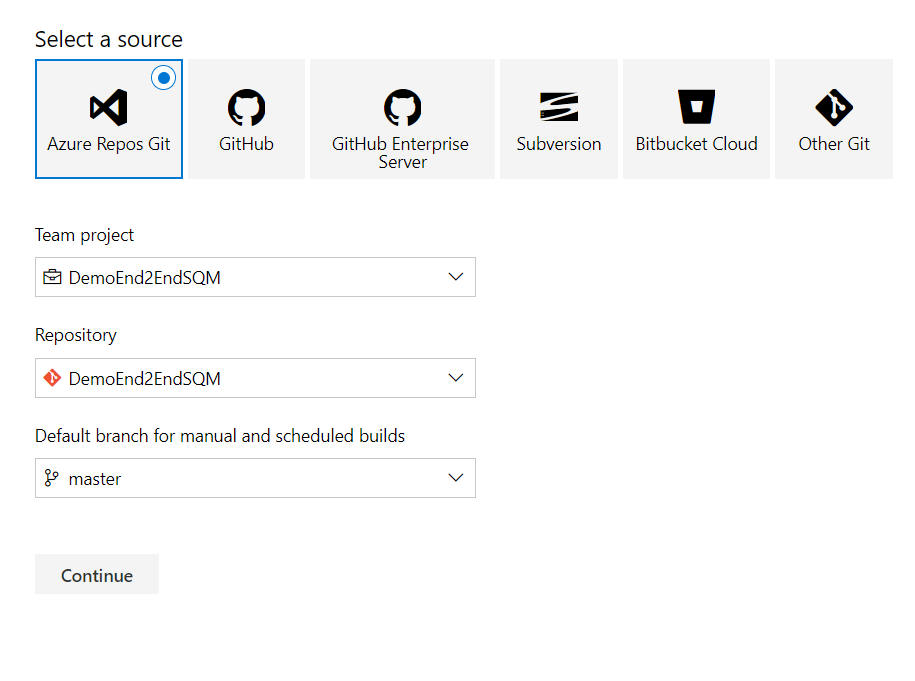 Select a source
Azure Repos Git
GitHub
GitHub Enterprise
Server
Subversion
Bitbucket Cloud
Other Git
Team project
DemoEnd2EndSQM
Repository
DemoEnd2EndSQM
Default branch for manual and scheduled builds
master
Continue